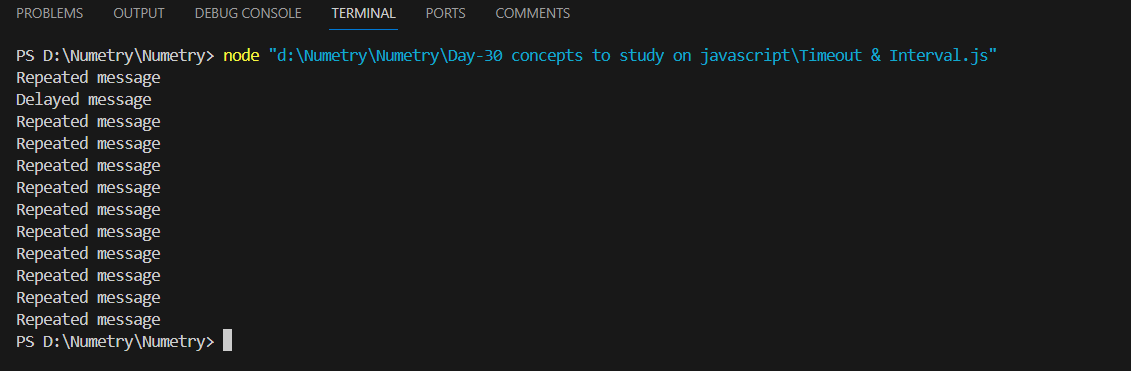 PROBLEMS OUTPUT DEBUG CONSOLE TERMINAL PORTS COMMENTS
PS D:\Numetry\Numetry> node "d:\Numetry\Numetry\Day-30 concepts to study on javascript\Timeout & Interval.js"
Repeated message
Delayed message
Repeated message
Repeated message
Repeated message
Repeated message
Repeated message
Repeated message
Repeated message
Repeated message
Repeated message
Repeated message
PS D:\Numetry\Numetry>